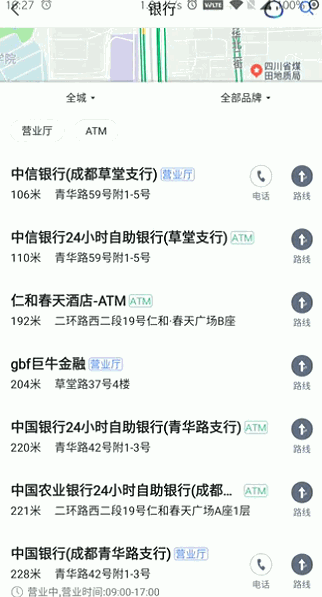 18:27
银行
100%
学院
华北街
四川省煤
田地质局
全城
全部品牌
营业厅
ATM
中信银行(成都草堂支行) 营业厅
106米 青华路59号附1-5号
电话
路线
中信银行24小时自助银行(草堂支行) ATM
110米 青华路59号附1-5号
路线
仁和春天酒店-ATM ATM
192米 二环路西二段19号仁和·春天广场B座
路线
gbf巨牛金融 营业厅
204米 草堂路37号4楼
路线
中国银行24小时自助银行(青华路支行) ATM
220米 青华路42号附1-3号
路线
中国农业银行24小时自助银行(成都... ATM
221米 二环路西二段19号仁和春天广场A座1层
路线
中国银行(成都青华路支行) 营业厅
228米 青华路42号附1-3号
电话
路线
营业中,营业时间:09:00-17:00